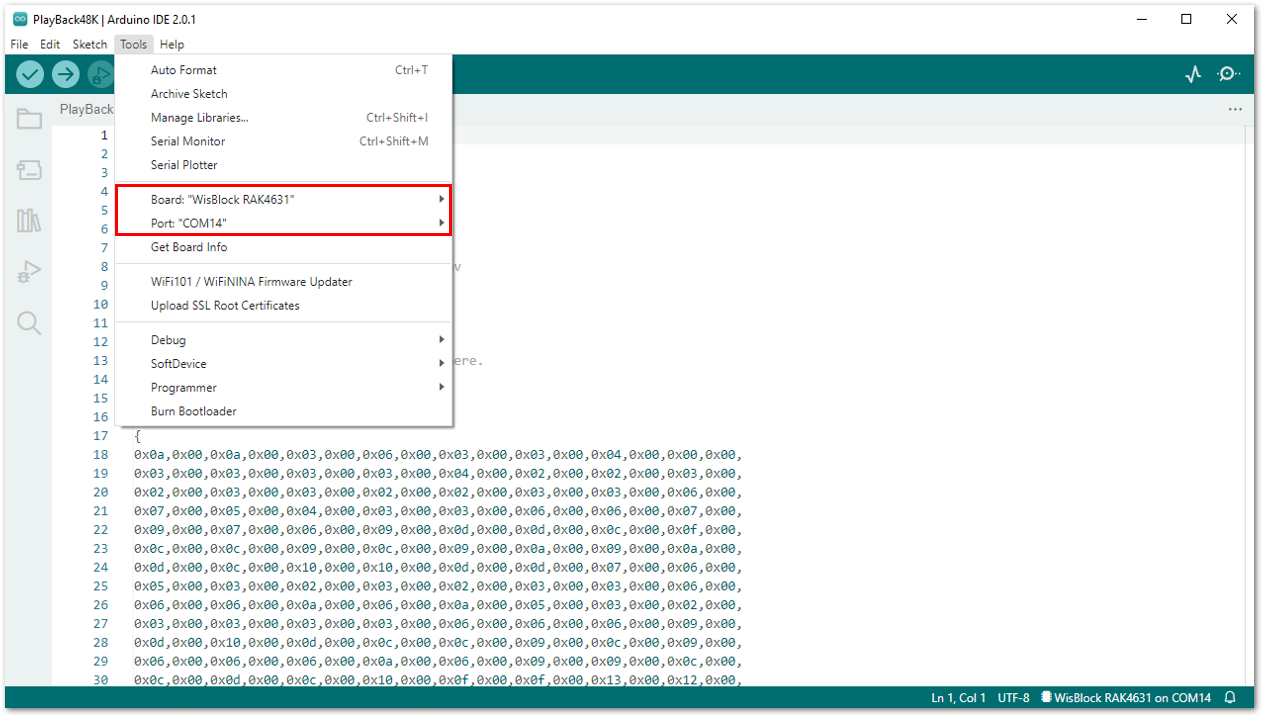 PlayBack48K | Arduino IDE 2.0.1
File Edit Sketch Tools Help
Auto Format Ctrl+T
Archive Sketch
PlayBack
Manage Libraries... Ctrl+Shift+I
Serial Monitor Ctrl+Shift+M
Serial Plotter
Board: "WisBlock RAK4631"
Port: "COM14"
Get Board Info
WiFi101 / WiFiNINA Firmware Updater
Upload SSL Root Certificates
Debug
SoftDevice
Programmer
Burn Bootloader
1
2
3
4
5
6
7
8 v
9
10
11
12
13 ere.
14
15
16
17 {
18 0x0a,0x00,0x0a,0x00,0x03,0x00,0x06,0x00,0x03,0x00,0x03,0x00,0x04,0x00,0x00,0x00,
19 0x03,0x00,0x03,0x00,0x03,0x00,0x03,0x00,0x04,0x00,0x02,0x00,0x02,0x00,0x03,0x00,
20 0x02,0x00,0x03,0x00,0x03,0x00,0x02,0x00,0x02,0x00,0x03,0x00,0x03,0x00,0x06,0x00,
21 0x07,0x00,0x05,0x00,0x04,0x00,0x03,0x00,0x03,0x00,0x06,0x00,0x06,0x00,0x07,0x00,
22 0x09,0x00,0x07,0x00,0x06,0x00,0x09,0x00,0x0d,0x00,0x0d,0x00,0x0c,0x00,0x0f,0x00,
23 0x0c,0x00,0x0c,0x00,0x09,0x00,0x0c,0x00,0x09,0x00,0x0a,0x00,0x09,0x00,0x0a,0x00,
24 0x0d,0x00,0x0c,0x00,0x10,0x00,0x10,0x00,0x0d,0x00,0x0d,0x00,0x07,0x00,0x06,0x00,
25 0x05,0x00,0x03,0x00,0x02,0x00,0x03,0x00,0x02,0x00,0x03,0x00,0x03,0x00,0x06,0x00,
26 0x06,0x00,0x06,0x00,0x0a,0x00,0x06,0x00,0x0a,0x00,0x05,0x00,0x03,0x00,0x02,0x00,
27 0x03,0x00,0x03,0x00,0x03,0x00,0x03,0x00,0x06,0x00,0x06,0x00,0x06,0x00,0x09,0x00,
28 0x0d,0x00,0x10,0x00,0x0d,0x00,0x0c,0x00,0x0c,0x00,0x09,0x00,0x0c,0x00,0x09,0x00,
29 0x06,0x00,0x06,0x00,0x06,0x00,0x0a,0x00,0x06,0x00,0x09,0x00,0x09,0x00,0x0c,0x00,
30 0x0c,0x00,0x0d,0x00,0x0c,0x00,0x10,0x00,0x0f,0x00,0x0f,0x00,0x13,0x00,0x12,0x00,
Ln 1, Col 1 UTF-8 WisBlock RAK4631 on COM14